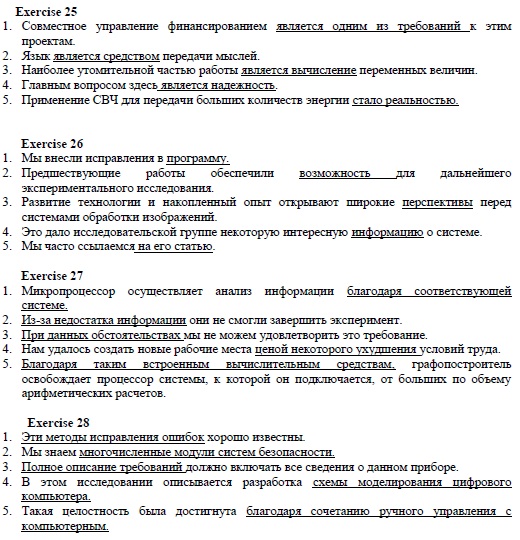 Exercise 25
1. Совместное управление финансированием является одним из требований к этим
проектам.
2. Язык является средством передачи мыслей.
3. Наиболее утомительной частью работы является вычисление переменных величин.
4. Главным вопросом здесь является надежность.
5. Применение СВЧ для передачи больших количеств энергии стало реальностью.
Exercise 26
1. Мы внесли исправления в программу.
2. Предшествующие работы обеспечили возможность для дальнейшего
экспериментального исследования.
3. Развитие технологии и накопленный опыт открывают широкие перспективы перед
системами обработки изображений.
4. Это дало исследовательской группе некоторую интересную информацию о системе.
5. Мы часто ссылаемся на его статью.
Exercise 27
1. Микропроцессор осуществляет анализ информации благодаря соответствующей
системе.
2. Из-за недостатка информации они не смогли завершить эксперимент.
3. При данных обстоятельствах мы не можем удовлетворить это требование.
4. Нам удалось создать новые рабочие места ценой некоторого ухудшения условий труда.
5. Благодаря таким встроенным вычислительным средствам, графопостроитель
освобождает процессор системы, к которой он подключается, от больших по объему
арифметических расчетов.
Exercise 28
1. Эти методы исправления ошибок хорошо известны.
2. Мы знаем многочисленные модули систем безопасности.
3. Полное описание требований должно включать все сведения о данном приборе.
4. В этом исследовании описывается разработка схемы моделирования цифрового
компьютера.
5. Такая целостность была достигнута благодаря сочетанию ручного управления с
компьютерным.